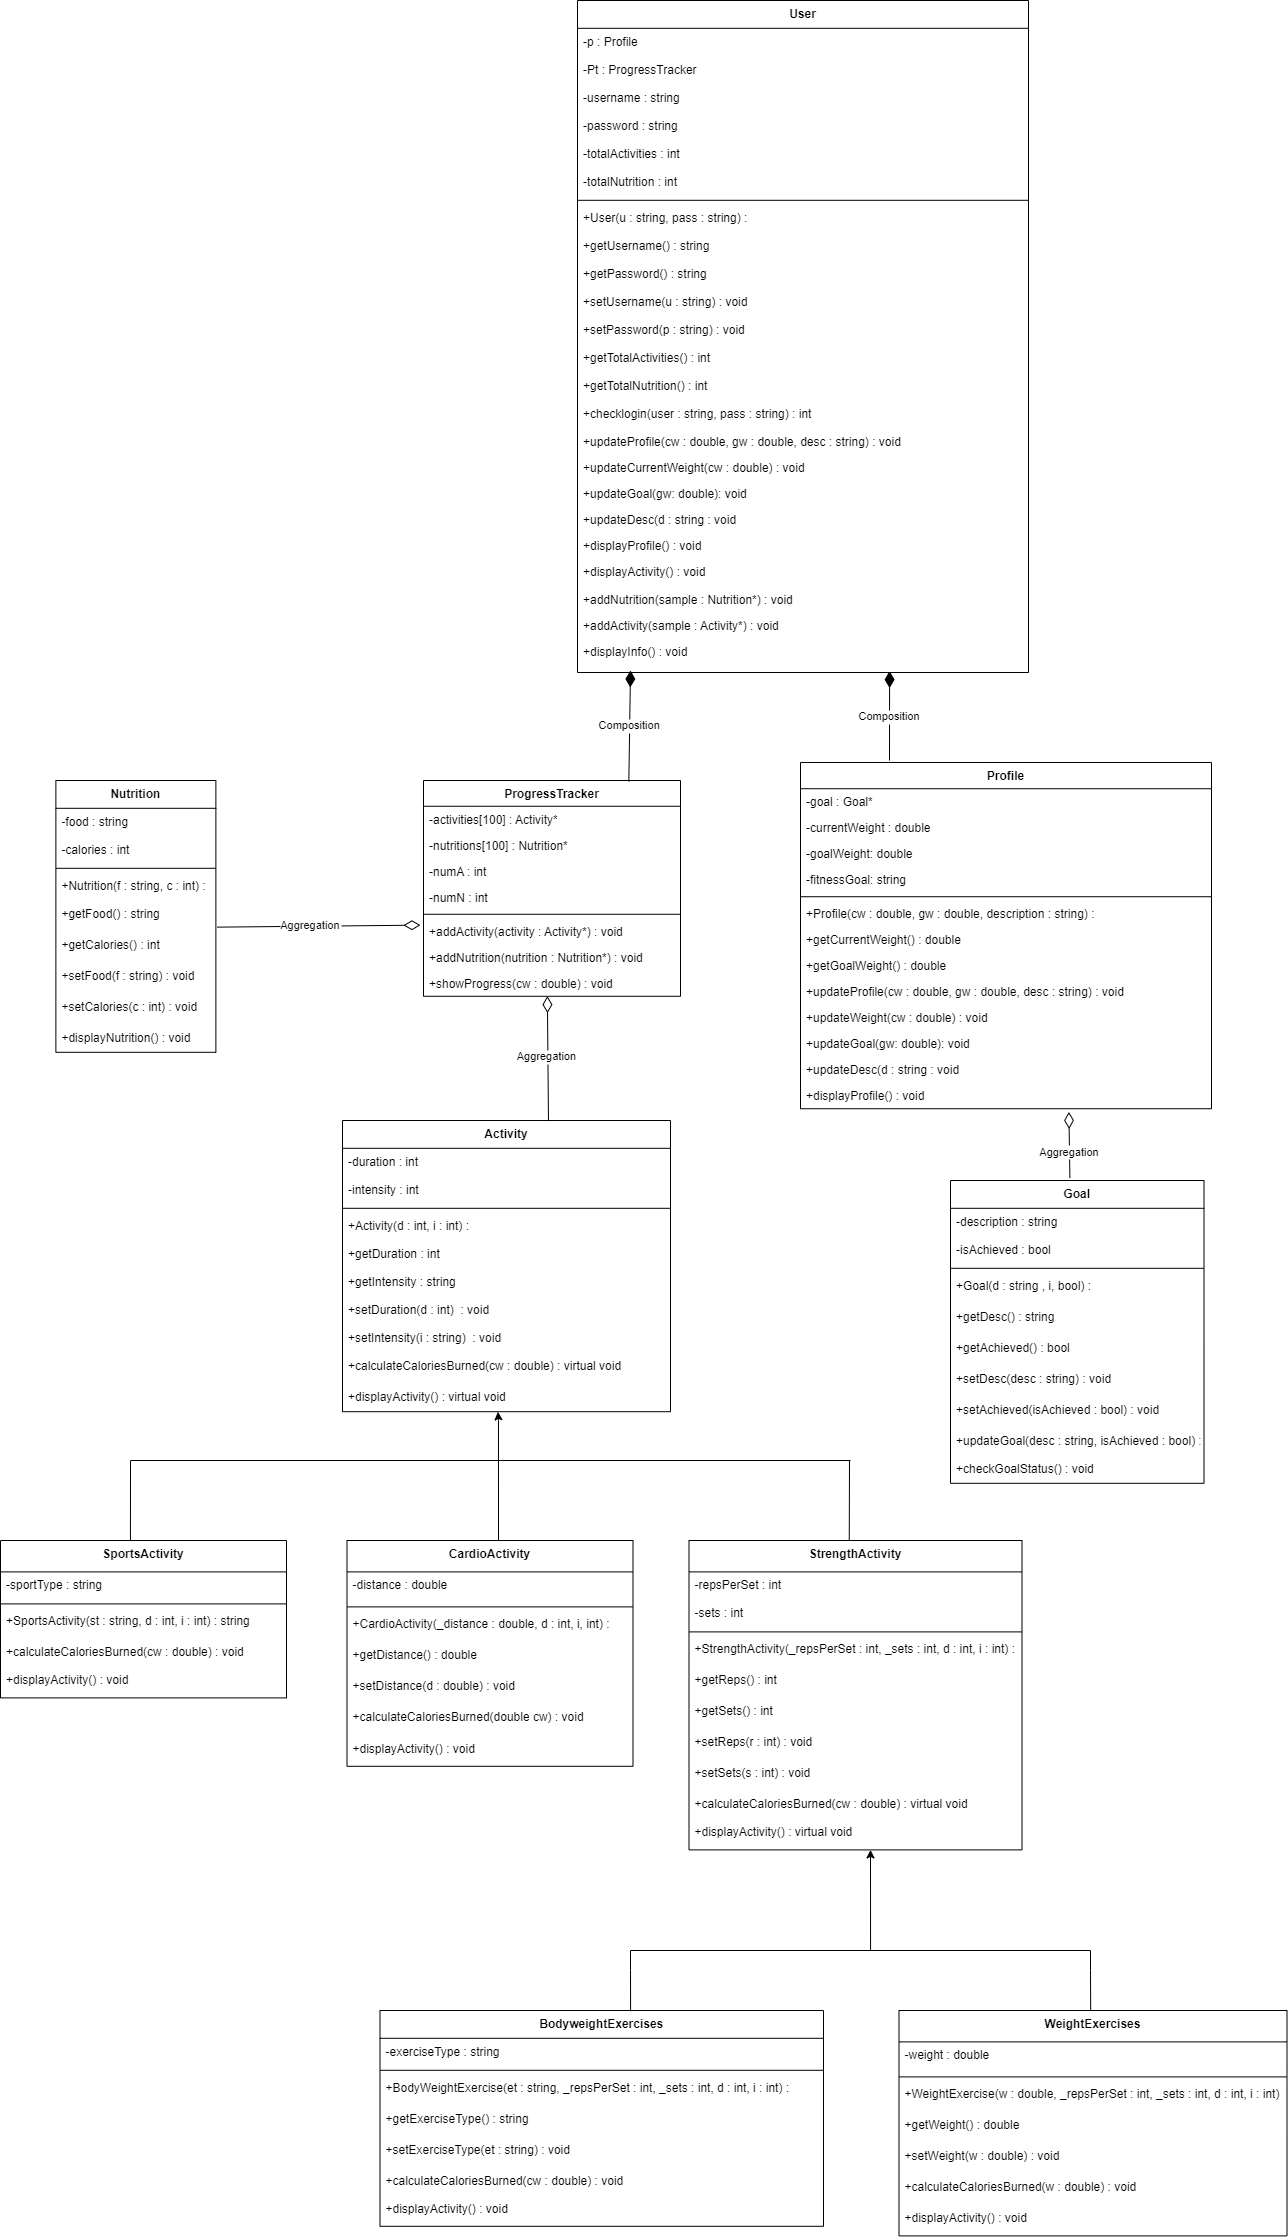 User
-p : Profile
-Pt : ProgressTracker
-username : string
-password : string
-totalActivities : int
-totalNutrition : int
+User(u : string, pass : string) :
+getUsername() : string
+getPassword() : string
+setUsername(u : string) : void
+setPassword(p : string) : void
+getTotalActivities() : int
+getTotalNutrition() : int
+checklogin(user : string, pass : string) : int
+updateProfile(cw : double, gw : double, desc : string) : void
+updateCurrentWeight(cw : double) : void
+updateGoal(gw: double): void
+updateDesc(d : string : void
+displayProfile() : void
+displayActivity() : void
+addNutrition(sample : Nutrition*) : void
+addActivity(sample : Activity*) : void
+displayInfo() : void
Composition
Composition
Nutrition
-food : string
-calories : int
+Nutrition(f : string, c : int) :
+getFood() : string
+getCalories() : int
+setFood(f : string) : void
+setCalories(c : int) : void
+displayNutrition() : void
Aggregation
ProgressTracker
-activities[100] : Activity*
-nutritions[100] : Nutrition*
-numA : int
-numN : int
+addActivity(activity : Activity*) : void
+addNutrition(nutrition : Nutrition*) : void
+showProgress(cw : double) : void
Profile
-goal : Goal*
-currentWeight : double
-goalWeight: double
-fitnessGoal: string
+Profile(cw : double, gw : double, description : string) :
+getCurrentWeight() : double
+getGoalWeight() : double
+updateProfile(cw : double, gw : double, desc : string) : void
+updateWeight(cw : double) : void
+updateGoal(gw: double): void
+updateDesc(d : string : void
+displayProfile() : void
Aggregation
Aggregation
Activity
-duration : int
-intensity : int
+Activity(d : int, i : int) :
+getDuration : int
+getIntensity : string
+setDuration(d : int)  : void
+setIntensity(i : string)  : void
+calculateCaloriesBurned(cw : double) : virtual void
+displayActivity() : virtual void
Goal
-description : string
-isAchieved : bool
+Goal(d : string , i, bool) :
+getDesc() : string
+getAchieved() : bool
+setDesc(desc : string) : void
+setAchieved(isAchieved : bool) : void
+updateGoal(desc : string, isAchieved : bool) :
+checkGoalStatus() : void
SportsActivity
-sportType : string
+SportsActivity(st : string, d : int, i : int) : string
+calculateCaloriesBurned(cw : double) : void
+displayActivity() : void
CardioActivity
-distance : double
+CardioActivity(_distance : double, d : int, i, int) :
+getDistance() : double
+setDistance(d : double) : void
+calculateCaloriesBurned(double cw) : void
+displayActivity() : void
StrengthActivity
-repsPerSet : int
-sets : int
+StrengthActivity(_repsPerSet : int, _sets : int, d : int, i : int) :
+getReps() : int
+getSets() : int
+setReps(r : int) : void
+setSets(s : int) : void
+calculateCaloriesBurned(cw : double) : virtual void
+displayActivity() : virtual void
BodyweightExercises
-exerciseType : string
+BodyWeightExercise(et : string, _repsPerSet : int, _sets : int, d : int, i : int) :
+getExerciseType() : string
+setExerciseType(et : string) : void
+calculateCaloriesBurned(cw : double) : void
+displayActivity() : void
WeightExercises
-weight : double
+WeightExercise(w : double, _repsPerSet : int, _sets : int, d : int, i : int)
+getWeight() : double
+setWeight(w : double) : void
+calculateCaloriesBurned(w : double) : void
+displayActivity() : void